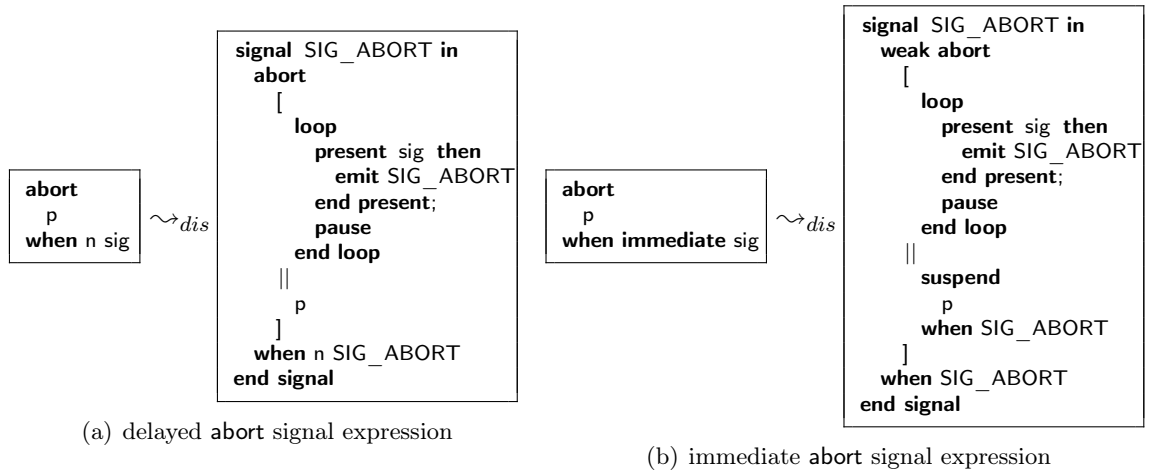 abort
p
when n sig
⇝dis
signal SIG_ABORT in
abort
[
loop
present sig then
emit SIG_ABORT
end present;
pause
end loop
||
p
]
when n SIG_ABORT
end signal
(a) delayed abort signal expression
abort
p
when immediate sig
⇝dis
signal SIG_ABORT in
weak abort
[
loop
present sig then
emit SIG_ABORT
end present;
pause
end loop
||
suspend
p
when SIG_ABORT
]
when SIG_ABORT
end signal
(b) immediate abort signal expression